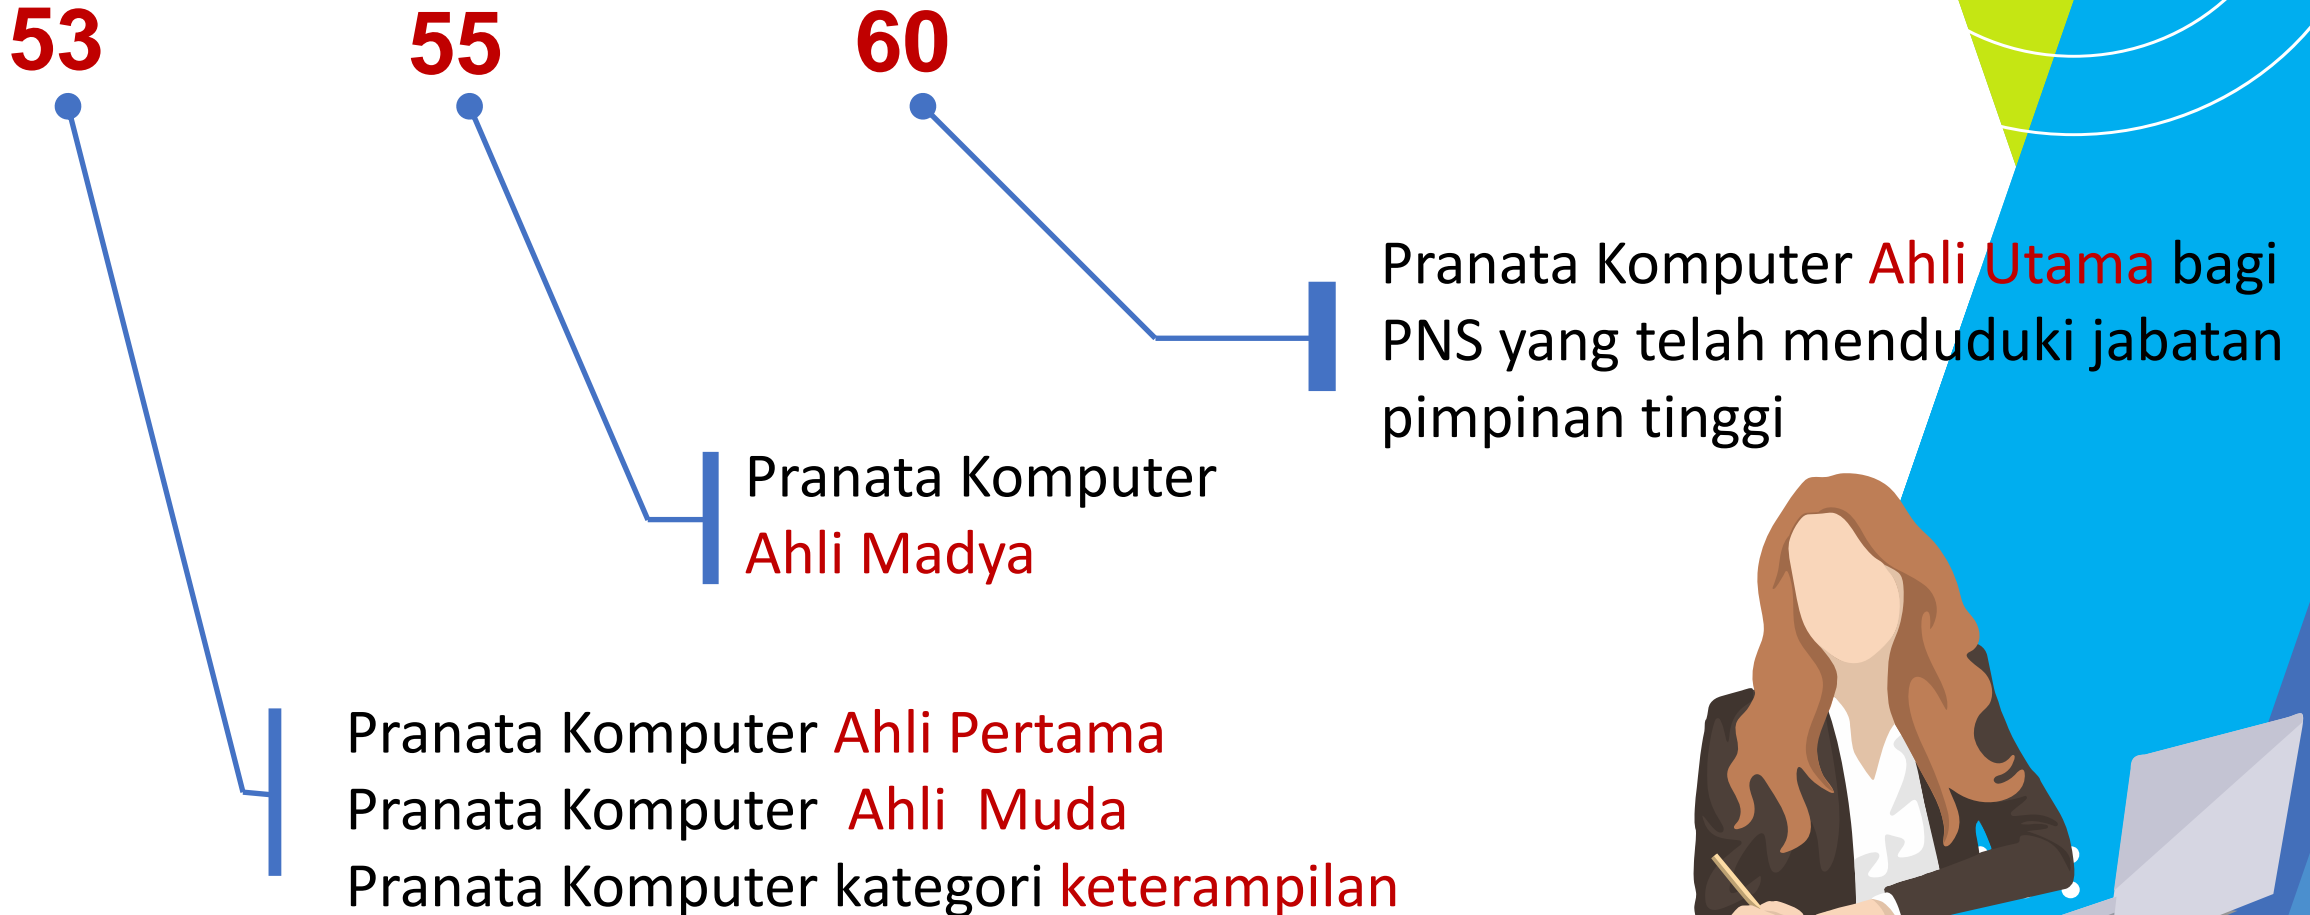 53
55
60
Pranata Komputer Ahli Utama bagi
PNS yang telah menduduki jabatan
pimpinan tinggi
Pranata Komputer
Ahli Madya
Pranata Komputer Ahli Pertama
Pranata Komputer Ahli Muda
Pranata Komputer kategori keterampilan